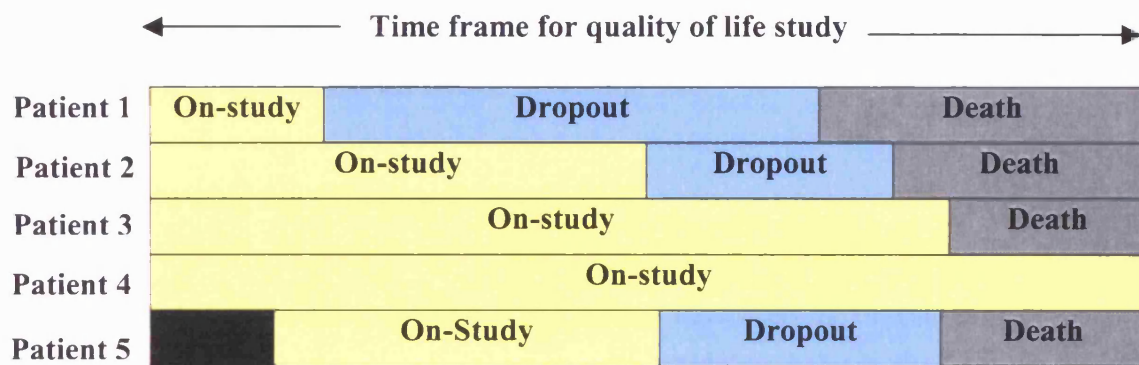 Time frame for quality of life study
Patient 1 On-study Dropout Death
Patient 2 On-study Dropout Death
Patient 3 On-study Death
Patient 4 On-study
Patient 5 On-Study Dropout Death